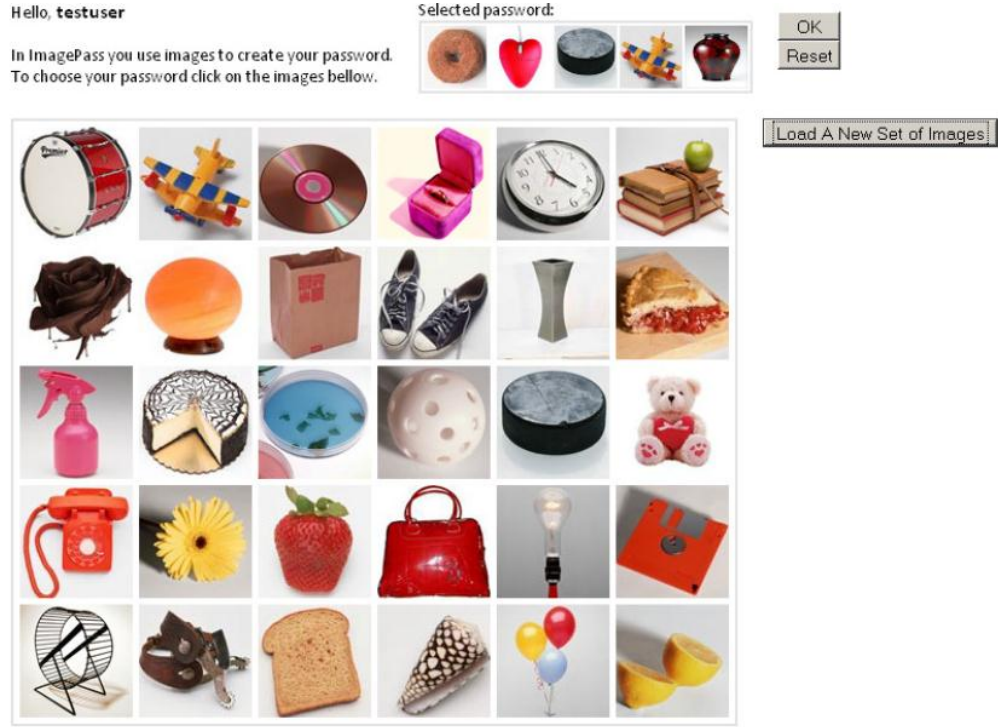 Hello, testuser
Selected password:
In ImagePass you use images to create your password.
To choose your password click on the images bellow.
OK
Reset
Load A New Set of Images
Premier